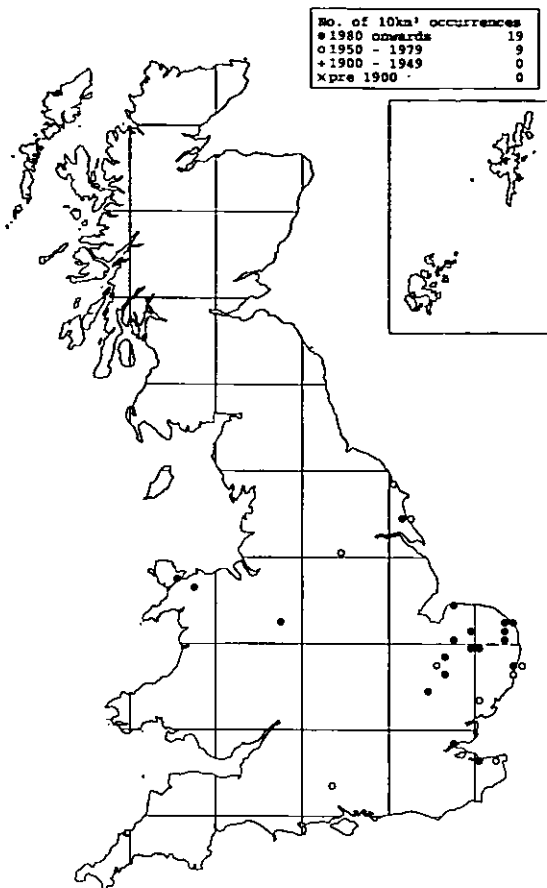 No. of 10km² occurrences
● 1980 onwards 19
○ 1950 - 1979 9
+ 1900 - 1949 0
x pre 1900 0